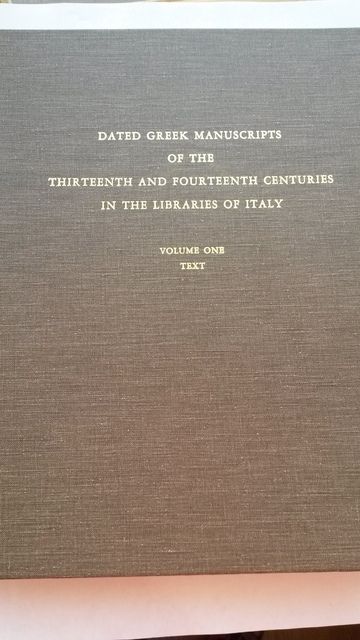 DATED GREEK MANUSCRIPTS
OF THE
THIRTEENTH AND FOURTEENTH CENTURIES
IN THE LIBRARIES OF ITALY
VOLUME ONE
TEXT